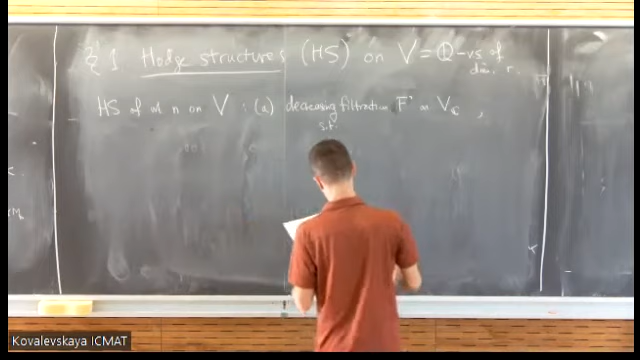 § 1. Hodge structures (HS) on V = Q-vs of
dim. r.
HS of wt n on V : (a) decreasing filtration F˙ on V_C ,
s.t.
Kovalevskaya ICMAT